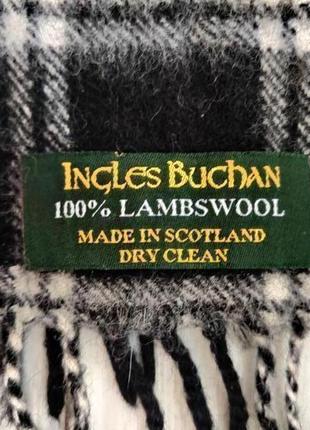 INGLES BUCHAN
100% LAMBSWOOL
MADE IN SCOTLAND
DRY CLEAN